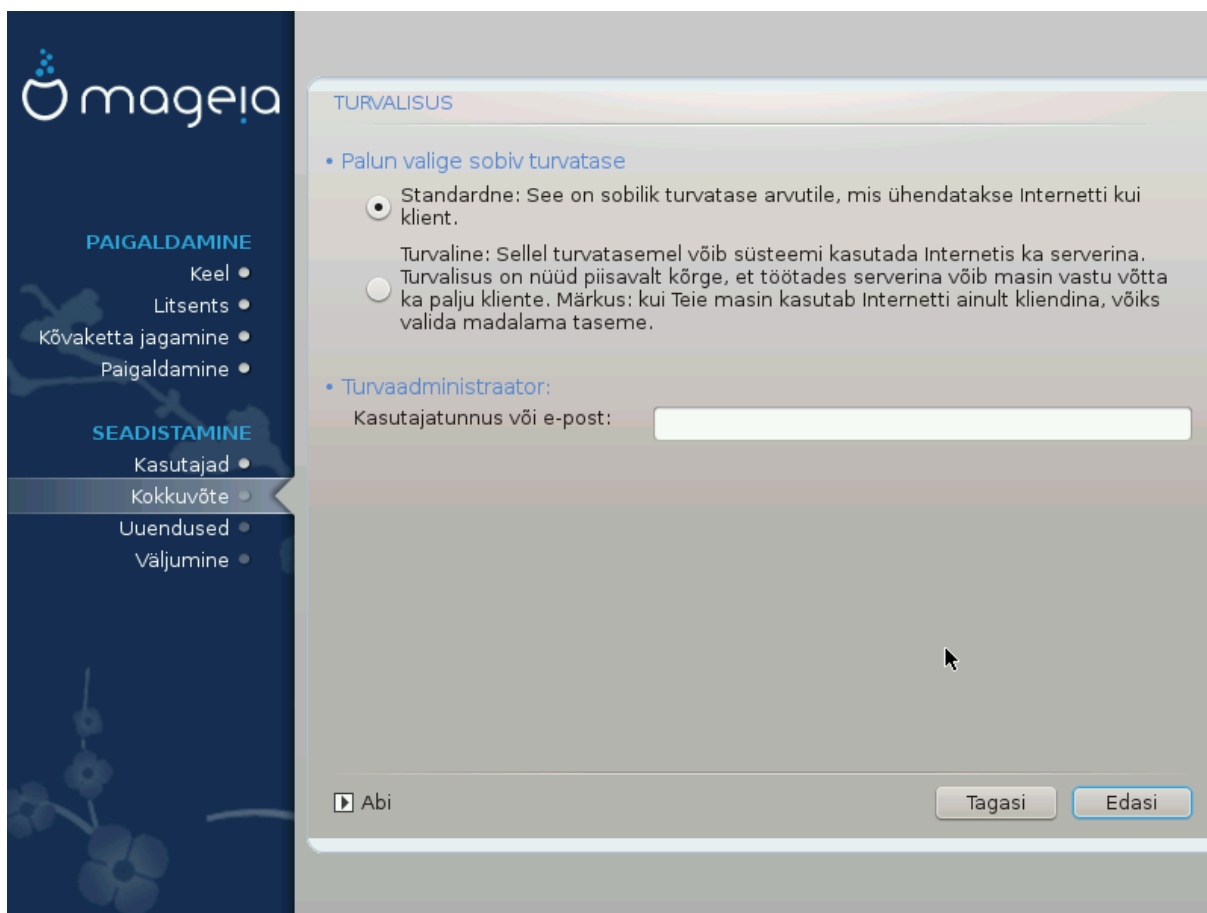 mageia
PAIGALDAMINE
Keel
Litsents
Kõvaketta jagamine
Paigaldamine
SEADISTAMINE
Kasutajad
Kokkuvõte
Uuendused
Väljumine
TURVALISUS
• Palun valige sobiv turvatase
Standardne: See on sobilik turvatase arvutile, mis ühendatakse Internetti kui
klient.
Turvaline: Sellel turvatasemel võib süsteemi kasutada Internetis ka serverina.
Turvalisus on nüüd piisavalt kõrge, et töötades serverina võib masin vastu võtta
ka palju kliente. Märkus: kui Teie masin kasutab Internetti ainult kliendina, võiks
valida madalama taseme.
• Turvaadministraator:
Kasutajatunnus või e-post:
Abi
Tagasi
Edasi